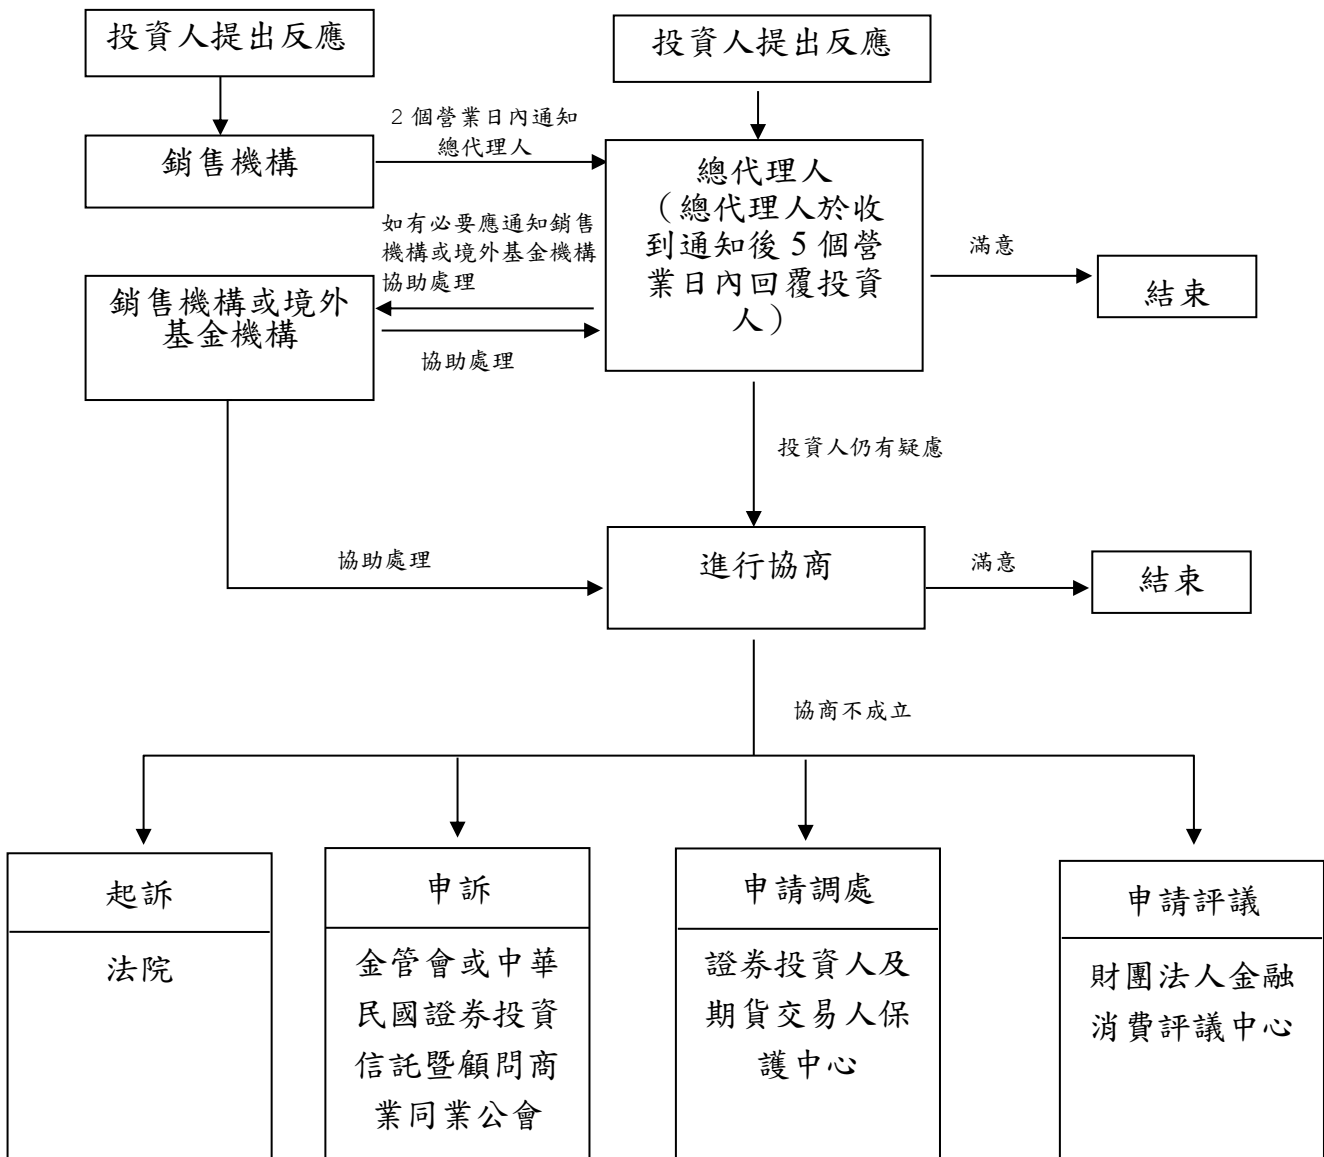 投資人提出反應
投資人提出反應
2 個營業日內通知
總代理人
銷售機構
總代理人
（總代理人於收
到通知後 5 個營
業日內回覆投資
人）
如有必要應通知銷售
機構或境外基金機構
協助處理
滿意
結束
銷售機構或境外
基金機構
協助處理
投資人仍有疑慮
協助處理
進行協商
滿意
結束
協商不成立
起訴
法院
申訴
金管會或中華
民國證券投資
信託暨顧問商
業同業公會
申請調處
證券投資人及
期貨交易人保
護中心
申請評議
財團法人金融
消費評議中心